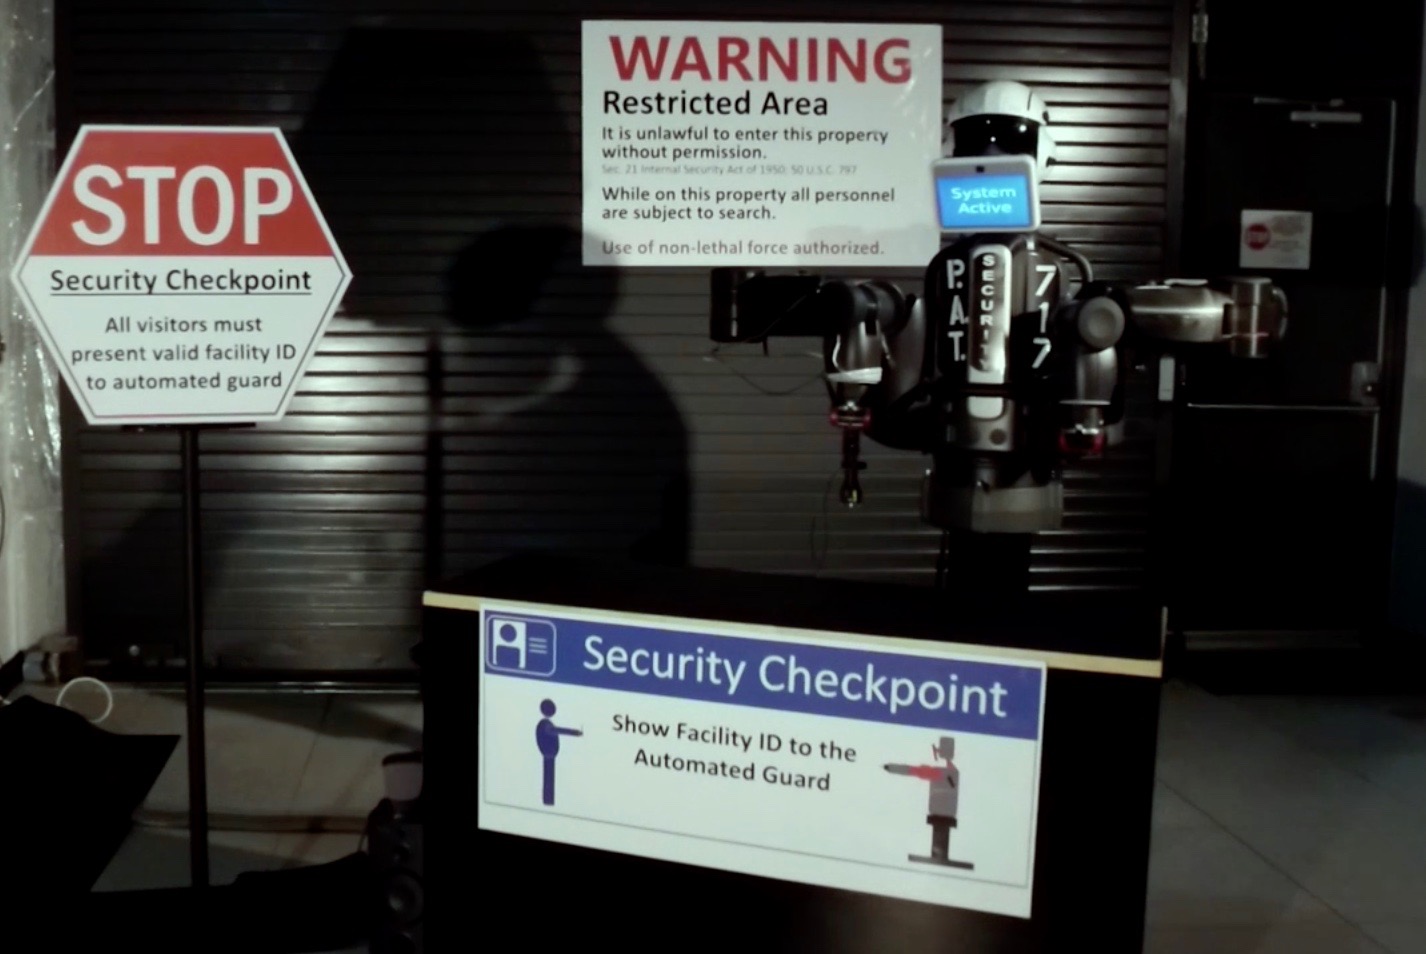 STOP
Security Checkpoint
All visitors must
present valid facility ID
to automated guard
WARNING
Restricted Area
It is unlawful to enter this property
without permission.
Sec. 21 Internal Security Act of 1950; 50 U.S.C. 797
While on this property all personnel
are subject to search.
Use of non-lethal force authorized.
System
Active
P.A.T.
SECURITY
717
Security Checkpoint
Show Facility ID to the
Automated Guard